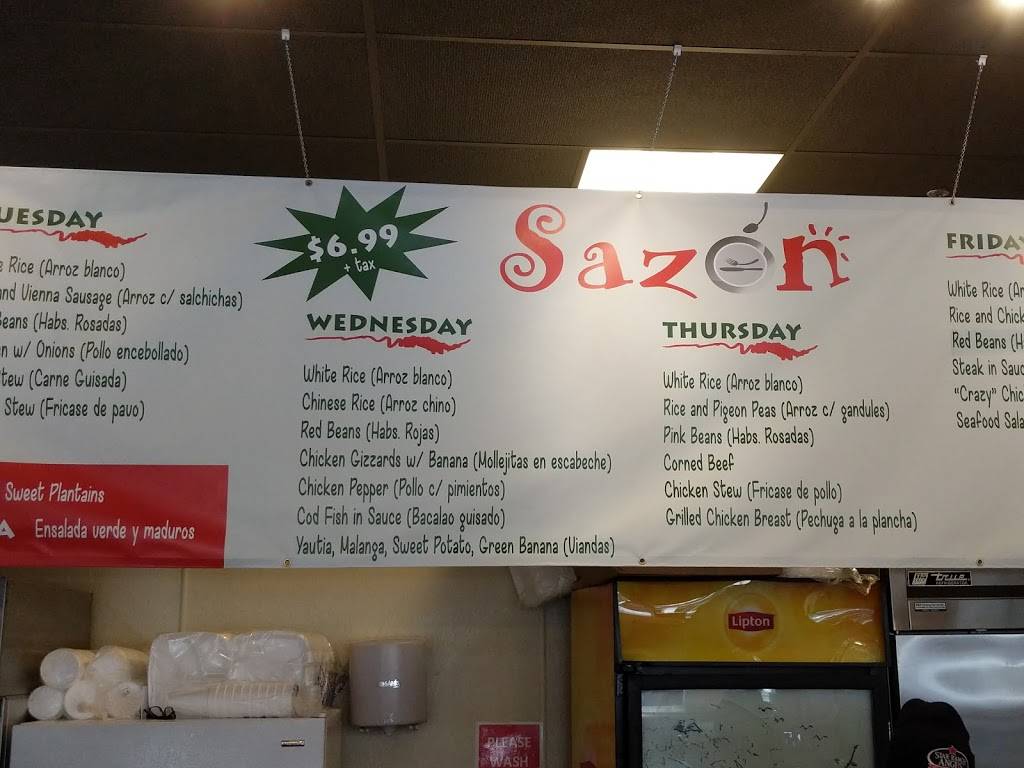 UESDAY
Rice (Arroz blanco)
and Vienna Sausage (Arroz c/ salchichas)
Beans (Habs. Rosadas)
w/ Onions (Pollo encebollado)
Stew (Carne Guisada)
Stew (Fricase de pavo)
Sweet Plantains
A Ensalada verde y maduros
$6.99
+ tax
Sazón
WEDNESDAY
White Rice (Arroz blanco)
Chinese Rice (Arroz chino)
Red Beans (Habs. Rojas)
Chicken Gizzards w/ Banana (Mollejitas en escabeche)
Chicken Pepper (Pollo c/ pimientos)
Cod Fish in Sauce (Bacalao guisado)
Yautia, Malanga, Sweet Potato, Green Banana (Viandas)
THURSDAY
White Rice (Arroz blanco)
Rice and Pigeon Peas (Arroz c/ gandules)
Pink Beans (Habs. Rosadas)
Corned Beef
Chicken Stew (Fricase de pollo)
Grilled Chicken Breast (Pechuga a la plancha)
FRIDAY
White Rice (Ar
Rice and Chick
Red Beans (Ha
Steak in Sauc
"Crazy" Chic
Seafood Sala
Lipton
true
PLEASE
WASH